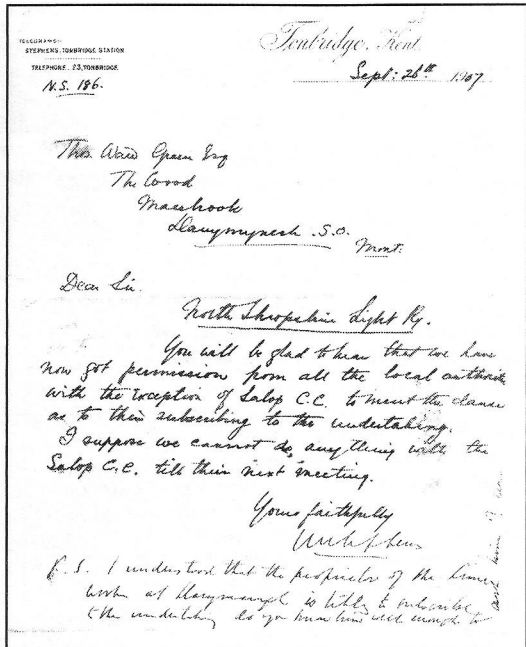 TELEGRAMS-
STEPHENS, TONBRIDGE STATION
TELEPHONE. 23, TONBRIDGE.
N.S. 186.
Tonbridge, Kent
Sept: 26th 1907
Thos. Ward Green Esq
The Wood
Maesbrook
Llanymynech. S.O.
Mont:
Dear Sir.
North Shropshire Light Ry.
You will be glad to hear that we have
now got permission from all the local authorities
with the exception of Salop C.C. to insert the clause
as to their subscribing to the undertaking.
I suppose we cannot do anything with the
Salop C.C. till their next meeting.
Yours faithfully
P.S. I understood that the proprietor of the Lime
works at Llanymynech is likely to subscribe
to the undertaking do you know him well enough to